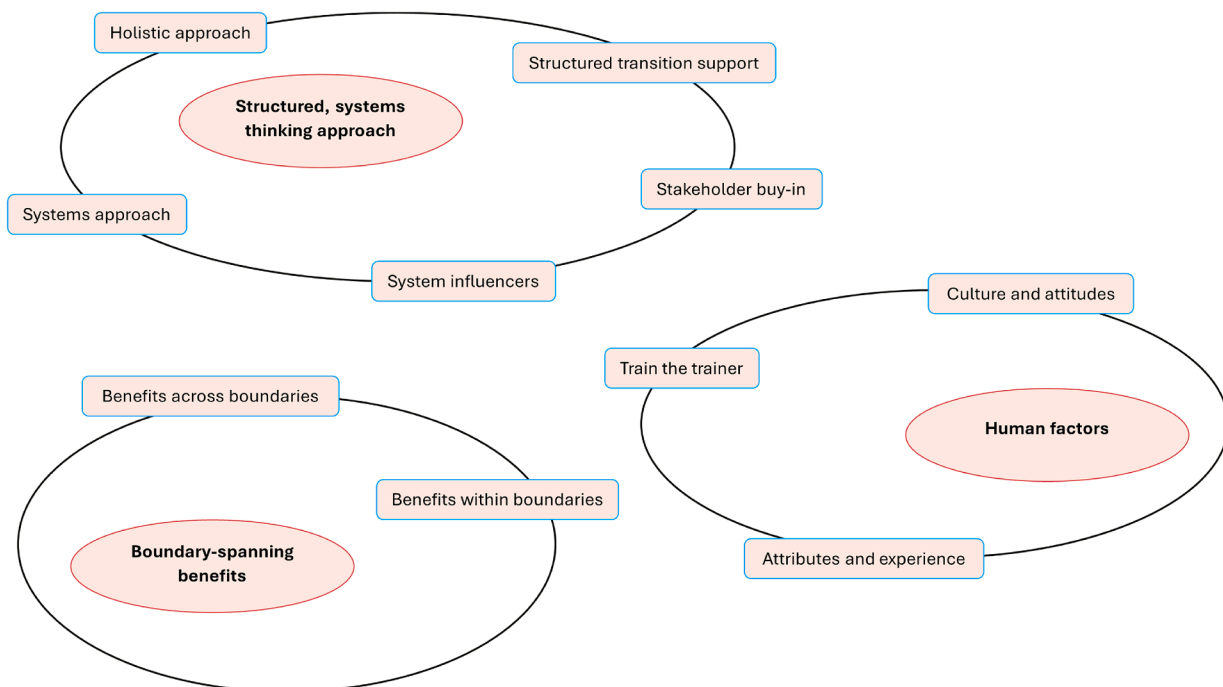 Holistic approach
Structured transition support
Structured, systems
thinking approach
Stakeholder buy-in
Systems approach
System influencers
Culture and attitudes
Train the trainer
Human factors
Attributes and experience
Benefits across boundaries
Benefits within boundaries
Boundary-spanning
benefits